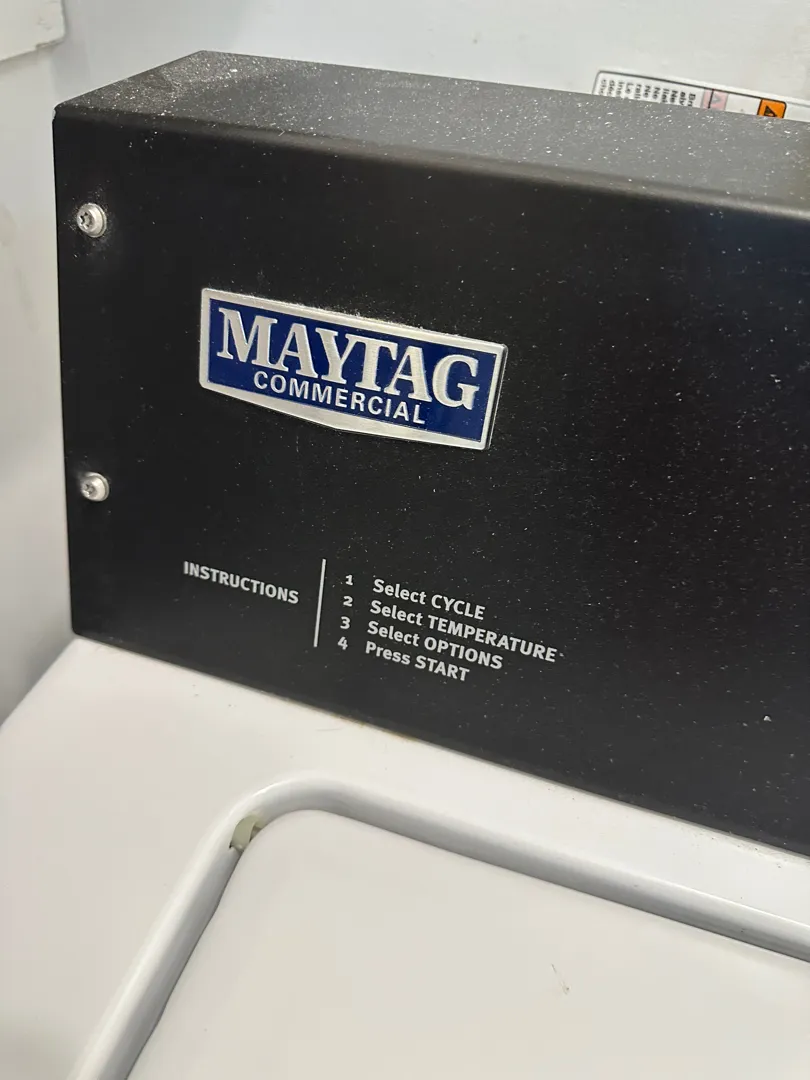 MAYTAG
COMMERCIAL
INSTRUCTIONS
1 Select CYCLE
2 Select TEMPERATURE
3 Select OPTIONS
4 Press START